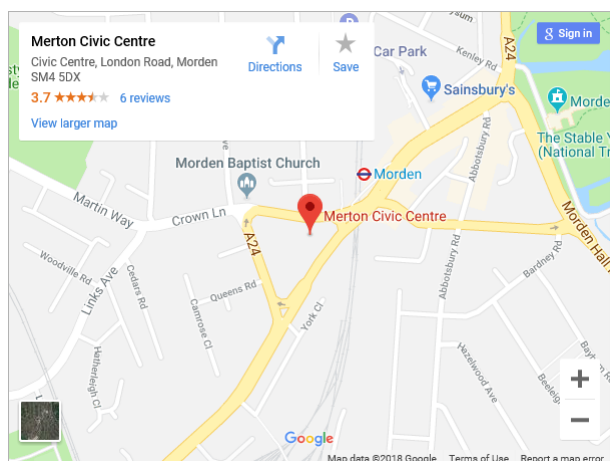 Merton Civic Centre
Civic Centre, London Road, Morden
SM4 5DX
3.7
6 reviews
View larger map
Directions
Save
Sign in
Car Park
Kenley Rd
A24
Sainsbury's
Morde
The Stable Y
(National Tr
Abbotsbury Rd
Morden Baptist Church
Morden
Martin Way
Crown Ln
Merton Civic Centre
A24
Morden Hall
Woodville Rd
Links Ave
Cedars Rd
Queens Rd
Camrose Cl
York Cl
Abbotsbury Rd
Bardney Rd
Hatherleigh Cl
Hazelwood Ave
Beeleig
Google
Map data ©2018 Google
Terms of Use
Report a map error